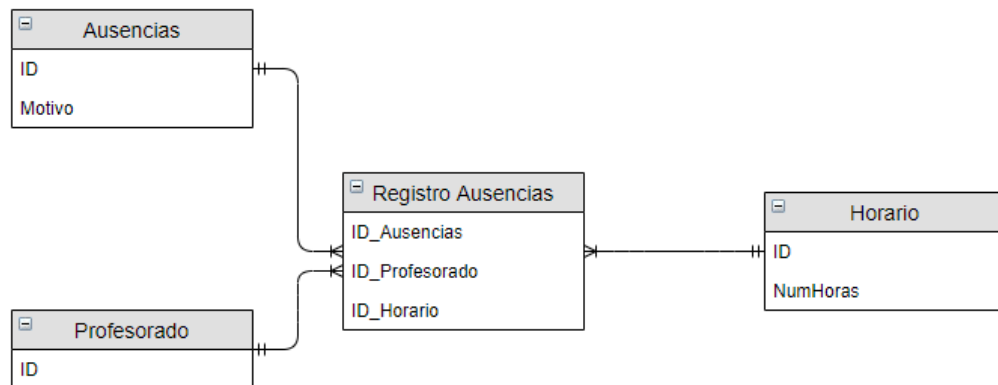 Ausencias
ID
Motivo
Registro Ausencias
ID_Ausencias
ID_Profesorado
ID_Horario
Horario
ID
NumHoras
Profesorado
ID